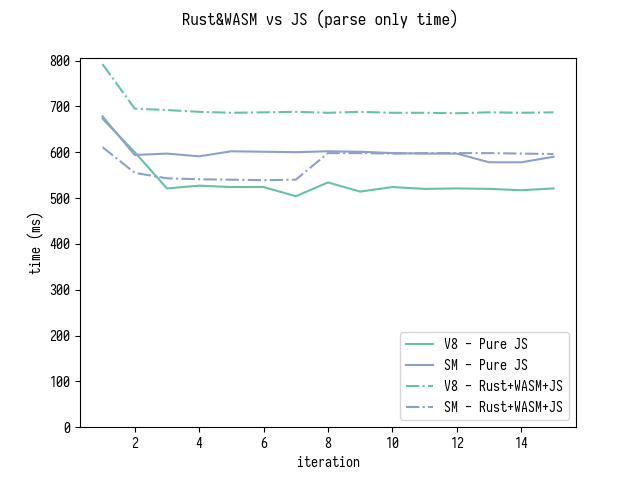 Rust&WASM vs JS (parse only time)
800
700
600
500
400
300
200
100
0
time (ms)
2
4
6
8
10
12
14
iteration
V8 - Pure JS
SM - Pure JS
V8 - Rust+WASM+JS
SM - Rust+WASM+JS